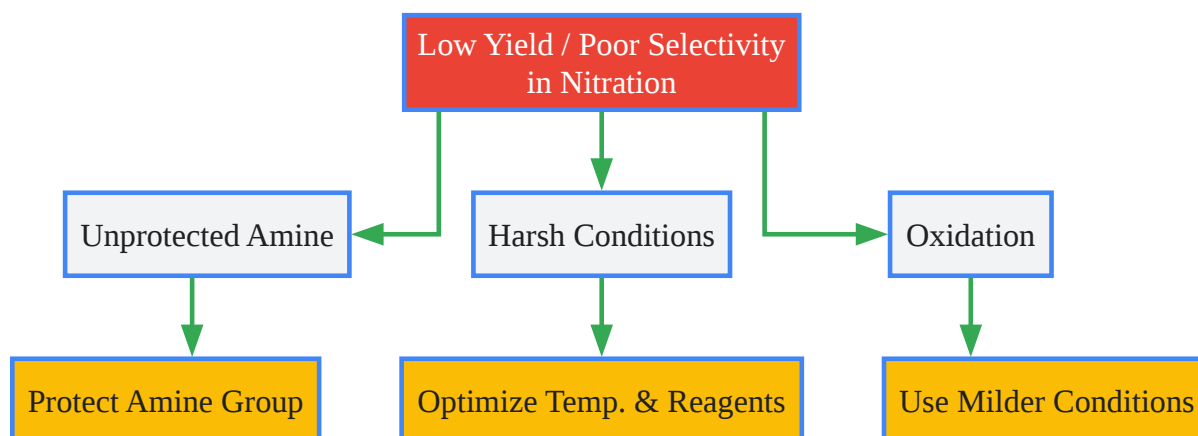 Low Yield / Poor Selectivity
in Nitration
Unprotected Amine
Harsh Conditions
Oxidation
Protect Amine Group
Optimize Temp. & Reagents
Use Milder Conditions